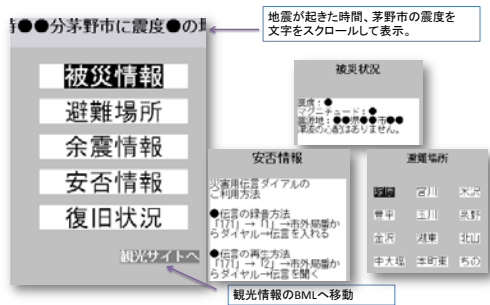 時●●分茅野市に震度●の地
地震が起きた時間、茅野市の震度を
文字をスクロールして表示。
被災情報
避難場所
余震情報
安否情報
復旧状況
観光サイトへ
被災状況
震度：●
マグニチュード：●
震源地：●●県●●市●●
津波の心配はありません。
安否情報
災害用伝言ダイアルの
ご利用方法
●伝言の録音方法
「171」→「1」→市外局番か
らダイヤル→伝言を入れる
●伝言の再生方法
「171」→「2」→市外局番か
らダイヤル→伝言を聞く
避難場所
宮川 米沢
豊平 玉川 泉野
金沢 湖東 北山
中大塩 本町東 ちの
観光情報のBMLへ移動